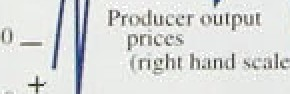 Producer output
0 — prices
(right hand scale
+